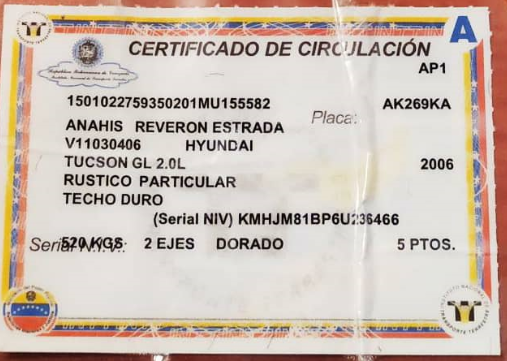 A
CERTIFICADO DE CIRCULACIÓN
AP1
República Bolivariana de Venezuela
1501022759350201MU155582 Placa: AK269KA
ANAHIS REVERON ESTRADA
V11030406 HYUNDAI
TUCSON GL 2.0L 2006
RUSTICO PARTICULAR
TECHO DURO
(Serial NIV) KMHJM81BP6U236466
Serial N.I.V.: 520 KGS 2 EJES DORADO 5 PTOS.